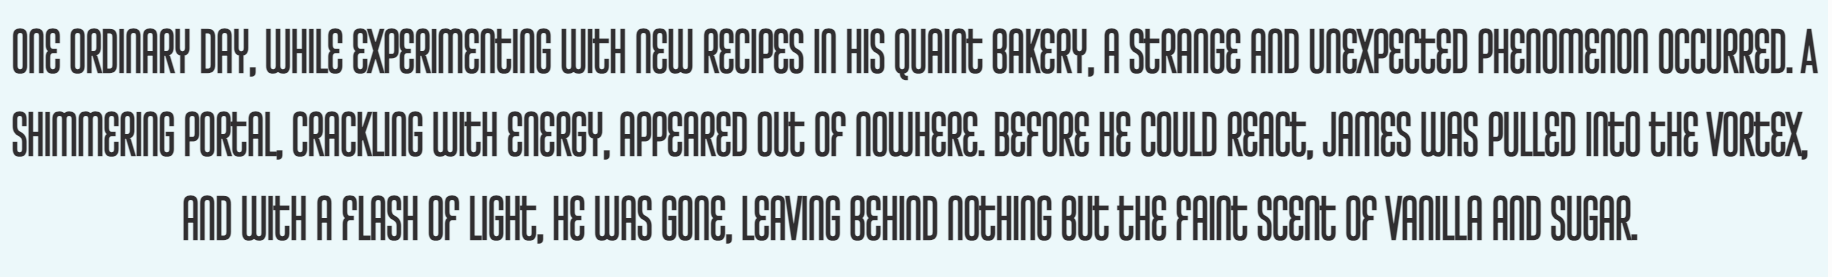 ONE ORDINARY DAY, WHILE EXPERIMENTING WITH NEW RECIPES IN HIS QUAINT BAKERY, A STRANGE AND UNEXPECTED PHENOMENON OCCURRED. A
SHIMMERING PORTAL, CRACKLING WITH ENERGY, APPEARED OUT OF NOWHERE. BEFORE HE COULD REACT, JAMES WAS PULLED INTO THE VORTEX,
AND WITH A FLASH OF LIGHT, HE WAS GONE, LEAVING BEHIND NOTHING BUT THE FAINT SCENT OF VANILLA AND SUGAR.